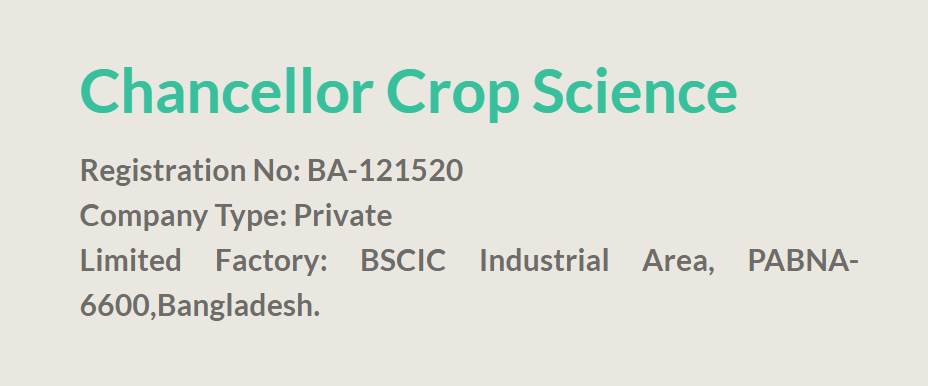 Chancellor Crop Science
Registration No: BA-121520
Company Type: Private
Limited Factory: BSCIC Industrial Area, PABNA-
6600,Bangladesh.